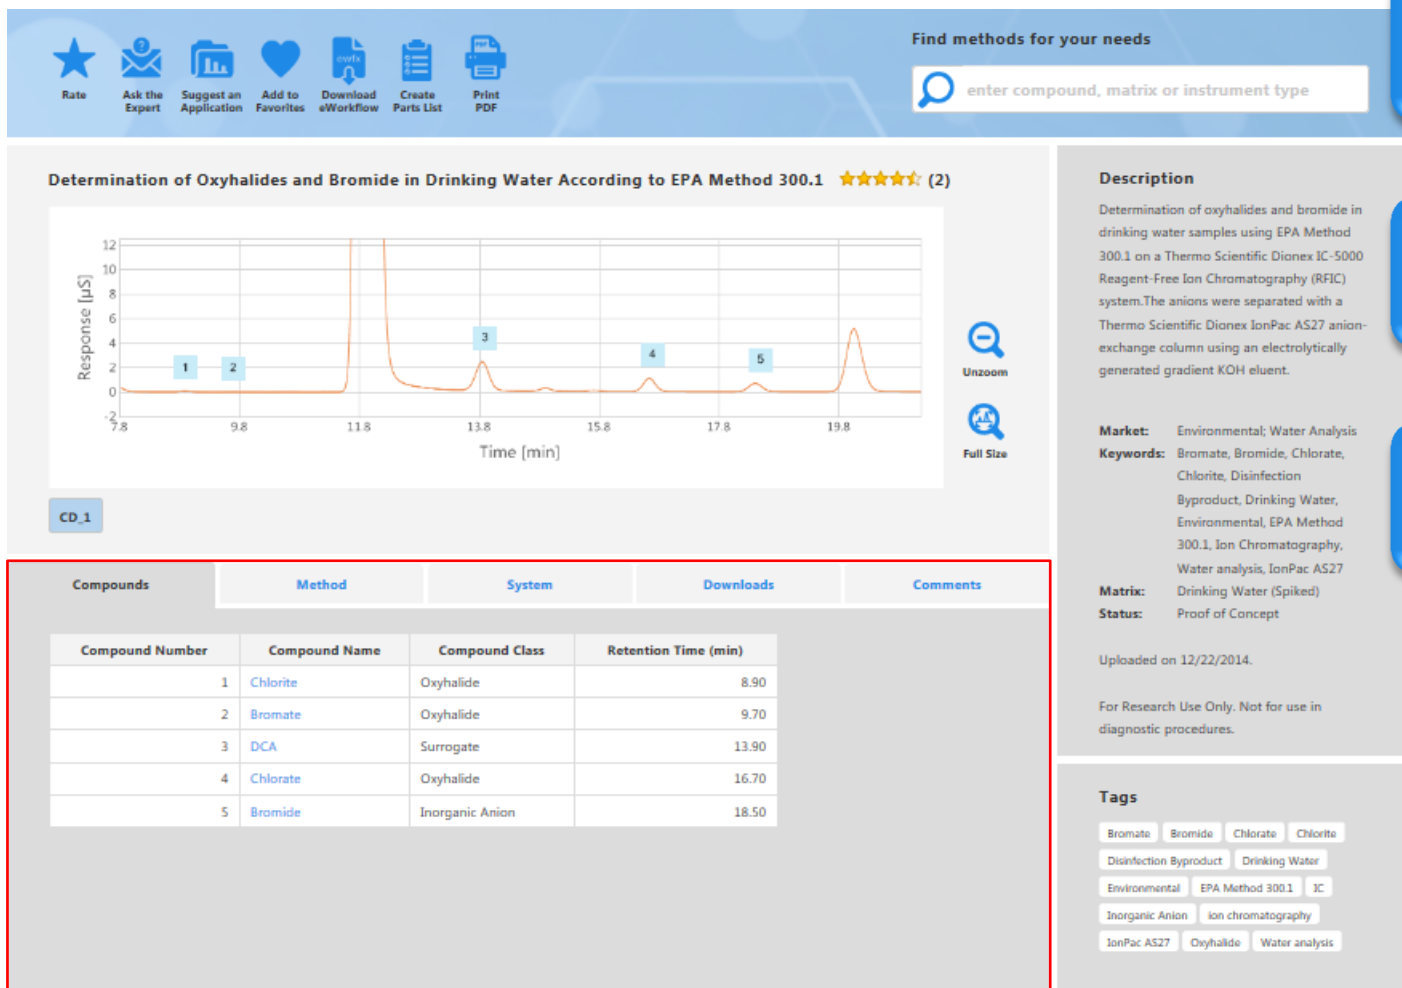 Find methods for your needs
enter compound, matrix or instrument type
Rate
Ask the
Expert
Suggest an
Application
Add to
Favorites
owfx
Download
eWorkflow
Create
Parts List
PDF
Print
PDF
Determination of Oxyhalides and Bromide in Drinking Water According to EPA Method 300.1 (2)
Response [µS]
12
10
8
6
4
2
0
-2
1
2
3
4
5
7.8 9.8 11.8 13.8 15.8 17.8 19.8
Time [min]
Unzoom
Full Size
CD_1
Compounds Method System Downloads Comments
Compound Number Compound Name Compound Class Retention Time (min)
1 Chlorite Oxyhalide 8.90
2 Bromate Oxyhalide 9.70
3 DCA Surrogate 13.90
4 Chlorate Oxyhalide 16.70
5 Bromide Inorganic Anion 18.50
Description
Determination of oxyhalides and bromide in
drinking water samples using EPA Method
300.1 on a Thermo Scientific Dionex IC-5000
Reagent-Free Ion Chromatography (RFIC)
system.The anions were separated with a
Thermo Scientific Dionex IonPac AS27 anion-
exchange column using an electrolytically
generated gradient KOH eluent.
Market: Environmental; Water Analysis
Keywords: Bromate, Bromide, Chlorate,
Chlorite, Disinfection
Byproduct, Drinking Water,
Environmental, EPA Method
300.1, Ion Chromatography,
Water analysis, IonPac AS27
Matrix: Drinking Water (Spiked)
Status: Proof of Concept
Uploaded on 12/22/2014.
For Research Use Only. Not for use in
diagnostic procedures.
Tags
Bromate Bromide Chlorate Chlorite
Disinfection Byproduct Drinking Water
Environmental EPA Method 300.1 IC
Inorganic Anion ion chromatography
IonPac AS27 Oxyhalide Water analysis